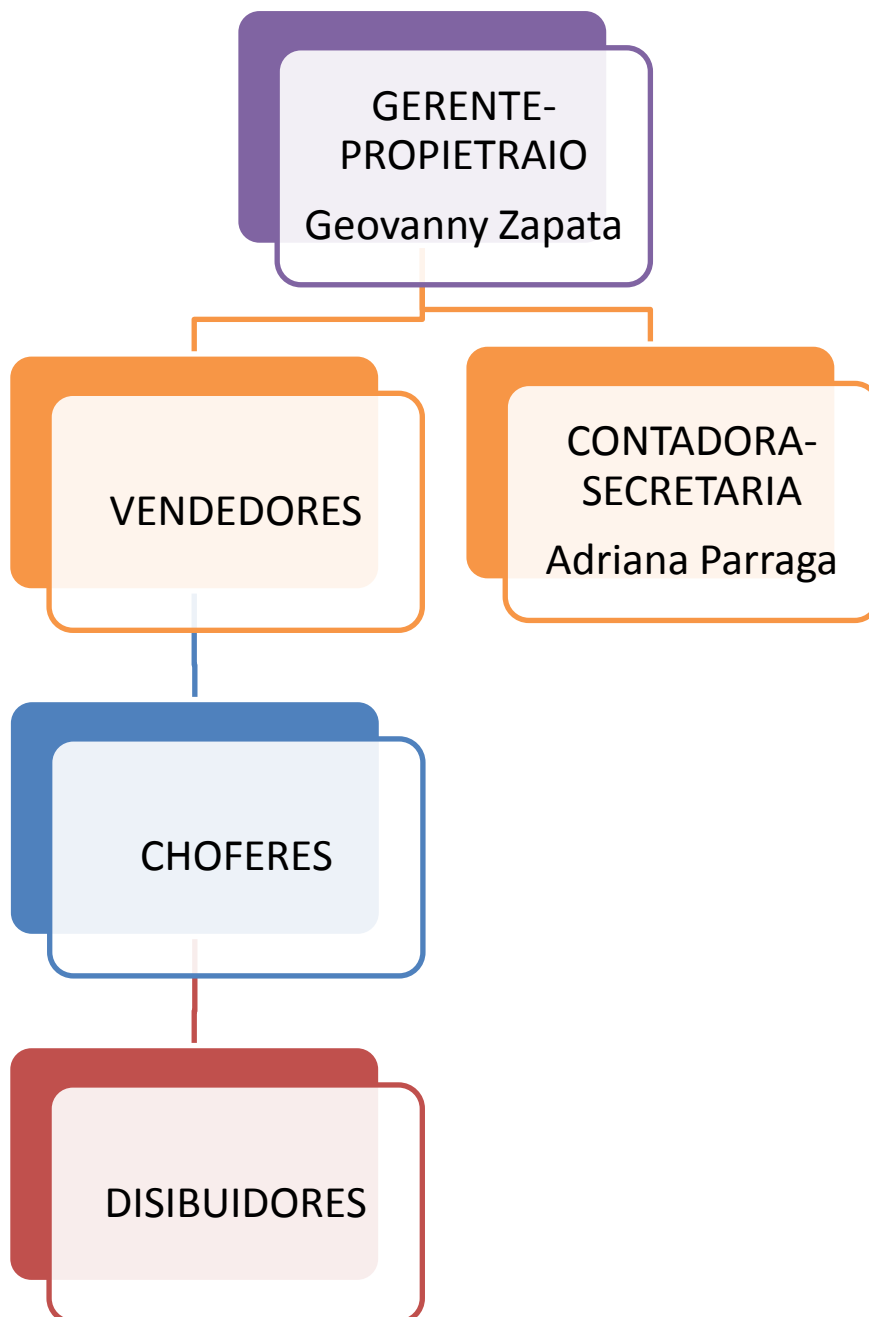 GERENTE-
PROPIETRAIO
Geovanny Zapata
VENDEDORES
CONTADORA-
SECRETARIA
Adriana Parraga
CHOFERES
DISIBUIDORES